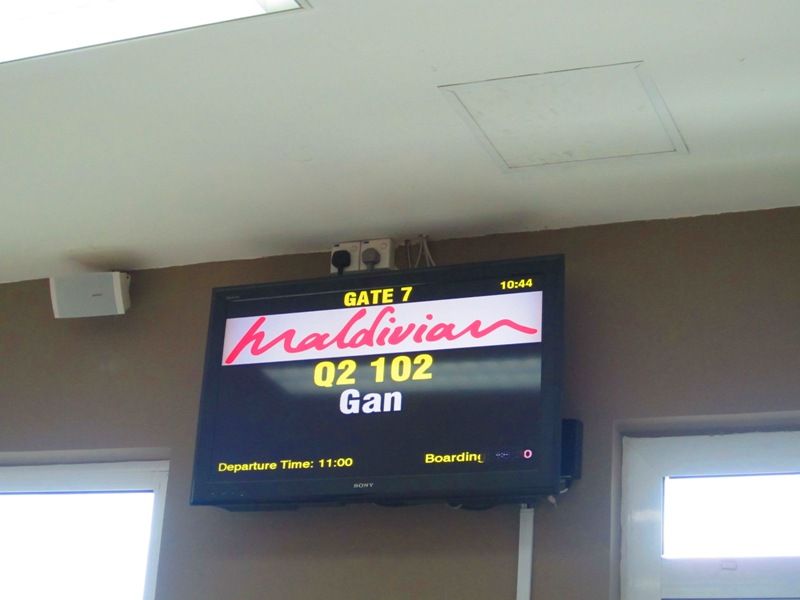 GATE 7
10:44
maldivian
Q2 102
Gan
Departure Time: 11:00
Boarding
SONY